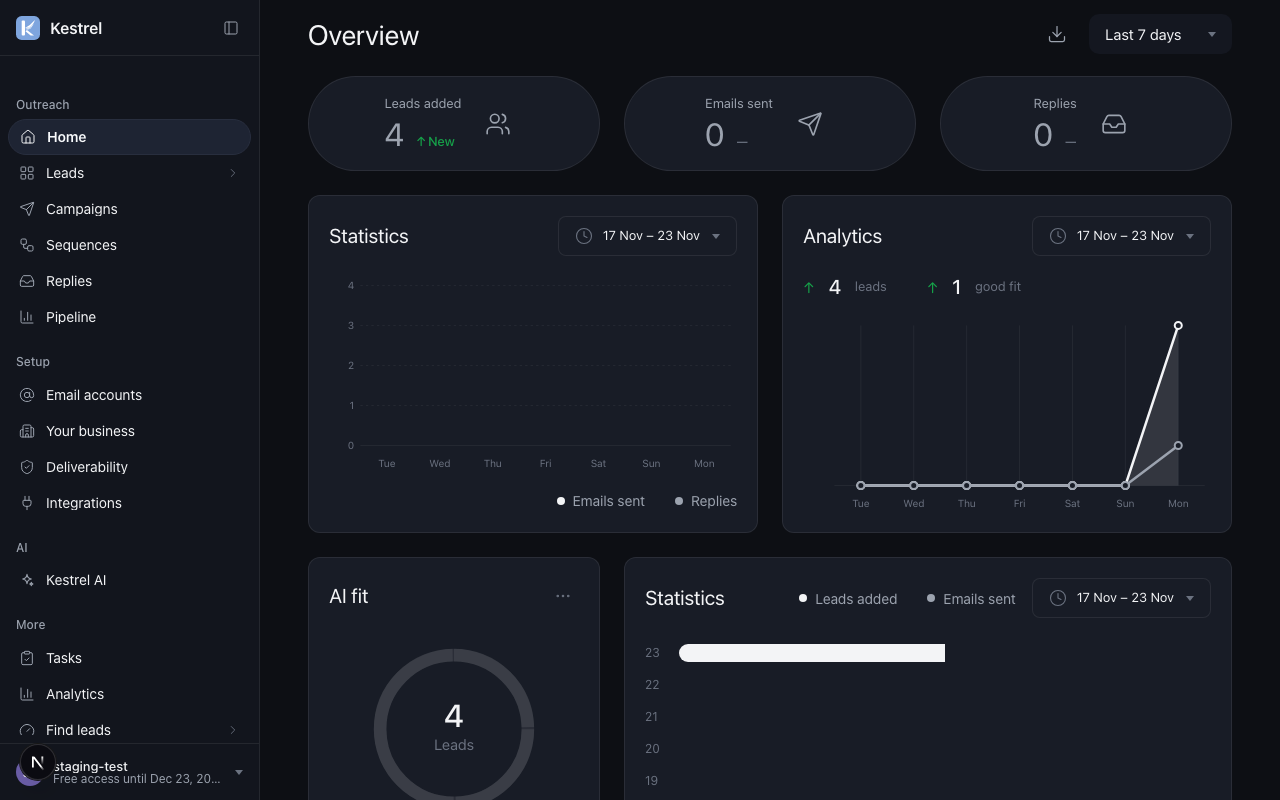 Kestrel
Outreach
Home
Leads
Campaigns
Sequences
Replies
Pipeline
Setup
Email accounts
Your business
Deliverability
Integrations
AI
Kestrel AI
More
Tasks
Analytics
Find leads
N
staging-test
Free access until Dec 23, 20...
Overview
Last 7 days
Leads added
4 New
Emails sent
0 –
Replies
0 –
Statistics
17 Nov – 23 Nov
4
3
2
1
0
Tue Wed Thu Fri Sat Sun Mon
Emails sent Replies
Analytics
17 Nov – 23 Nov
4 leads 1 good fit
Tue Wed Thu Fri Sat Sun Mon
AI fit
4
Leads
Statistics
Leads added Emails sent
17 Nov – 23 Nov
23
22
21
20
19